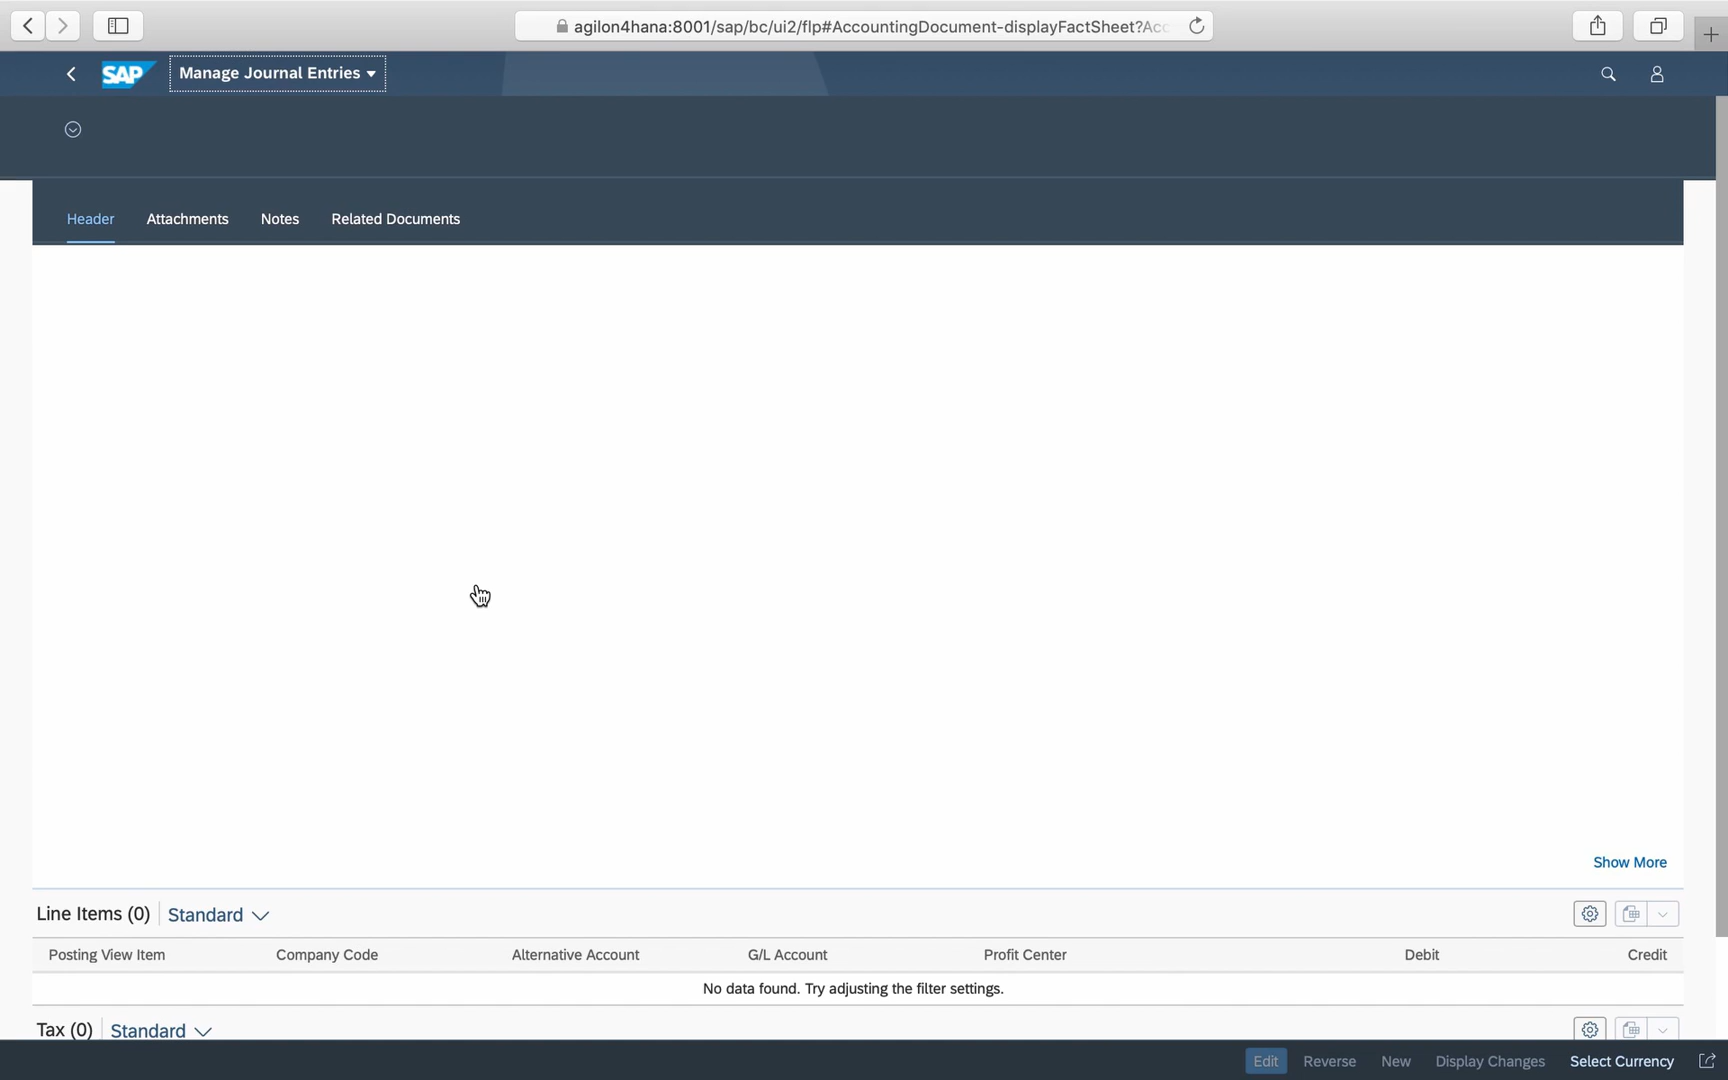 agilon4hana:8001/sap/bc/ui2/flp#AccountingDocument-displayFactSheet?Acc
SAP Manage Journal Entries
Header Attachments Notes Related Documents
Show More
Line Items (0) Standard
Posting View Item Company Code Alternative Account G/L Account Profit Center Debit Credit
No data found. Try adjusting the filter settings.
Tax (0) Standard
Edit Reverse New Display Changes Select Currency